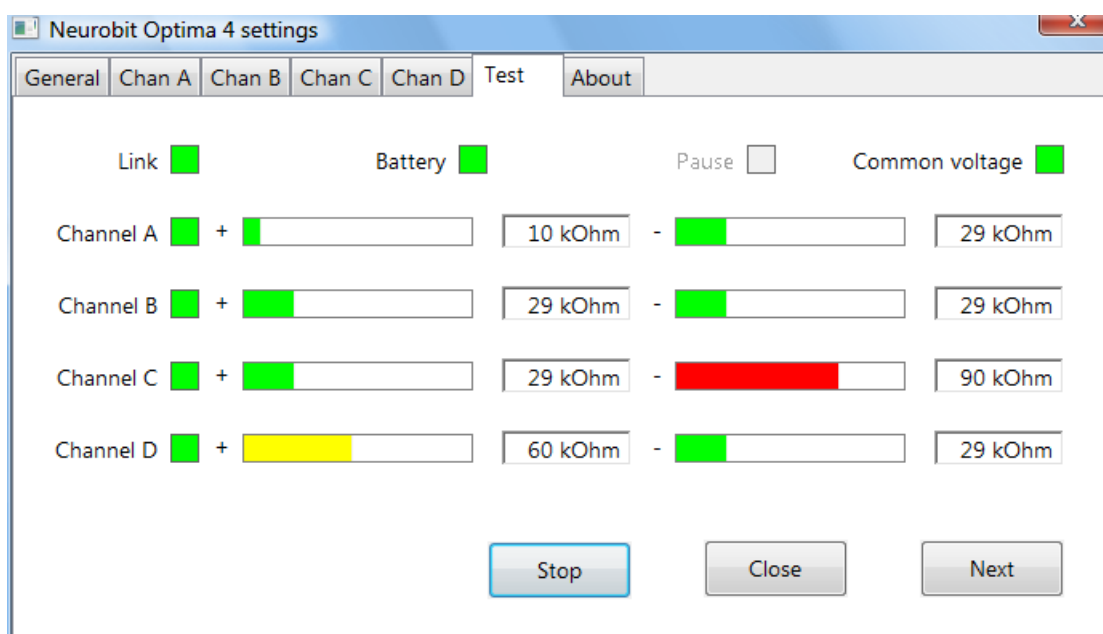 Neurobit Optima 4 settings
x
General Chan A Chan B Chan C Chan D Test About
Link Battery Pause Common voltage
Channel A + 10 kOhm - 29 kOhm
Channel B + 29 kOhm - 29 kOhm
Channel C + 29 kOhm - 90 kOhm
Channel D + 60 kOhm - 29 kOhm
Stop Close Next